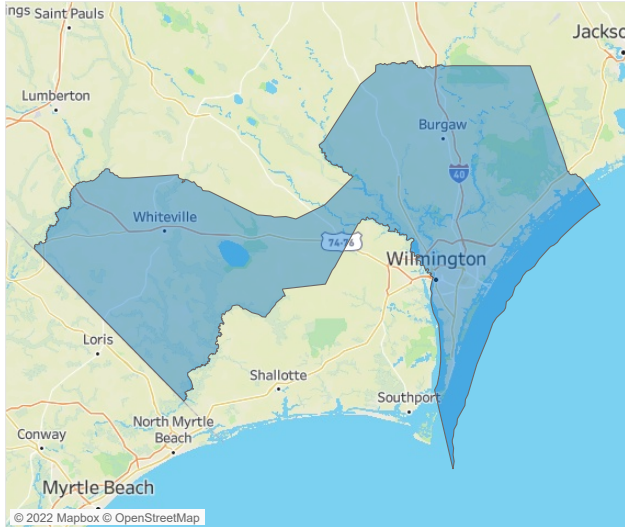 ngs
Saint Pauls
Jackso
Lumberton
Burgaw
40
Whiteville
74-76
Wilmington
Loris
Shallotte
Southport
North Myrtle
Beach
Conway
Myrtle Beach
© 2022 Mapbox © OpenStreetMap